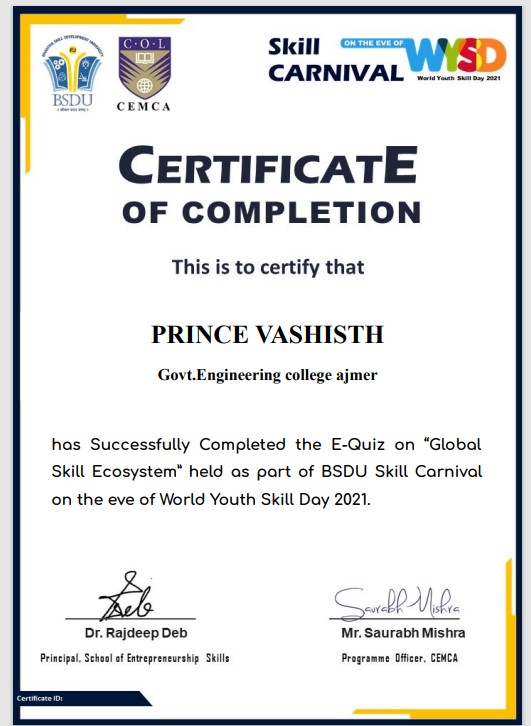 BSDU
C·O·L
CEMCA
Skill
CARNIVAL
ON THE EVE OF
WYSD
World Youth Skill Day 2021
CERTIFICATE
OF COMPLETION
This is to certify that
PRINCE VASHISTH
Govt.Engineering college ajmer
has Successfully Completed the E-Quiz on “Global
Skill Ecosystem” held as part of BSDU Skill Carnival
on the eve of World Youth Skill Day 2021.
Saurabh Mishra
Dr. Rajdeep Deb
Mr. Saurabh Mishra
Principal, School of Entrepreneurship Skills
Programme Officer, CEMCA
Certificate ID: